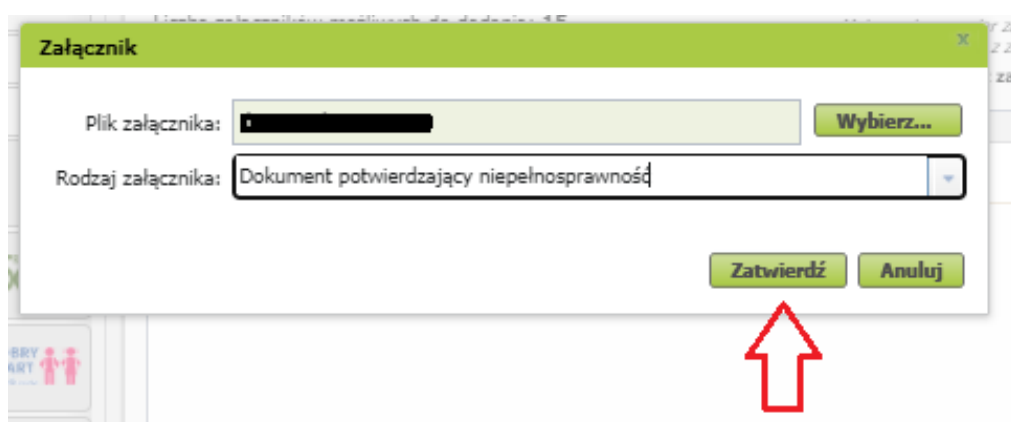 Załącznik
x
Plik załącznika:
Wybierz...
Rodzaj załącznika: Dokument potwierdzający niepełnosprawność
Zatwierdź Anuluj